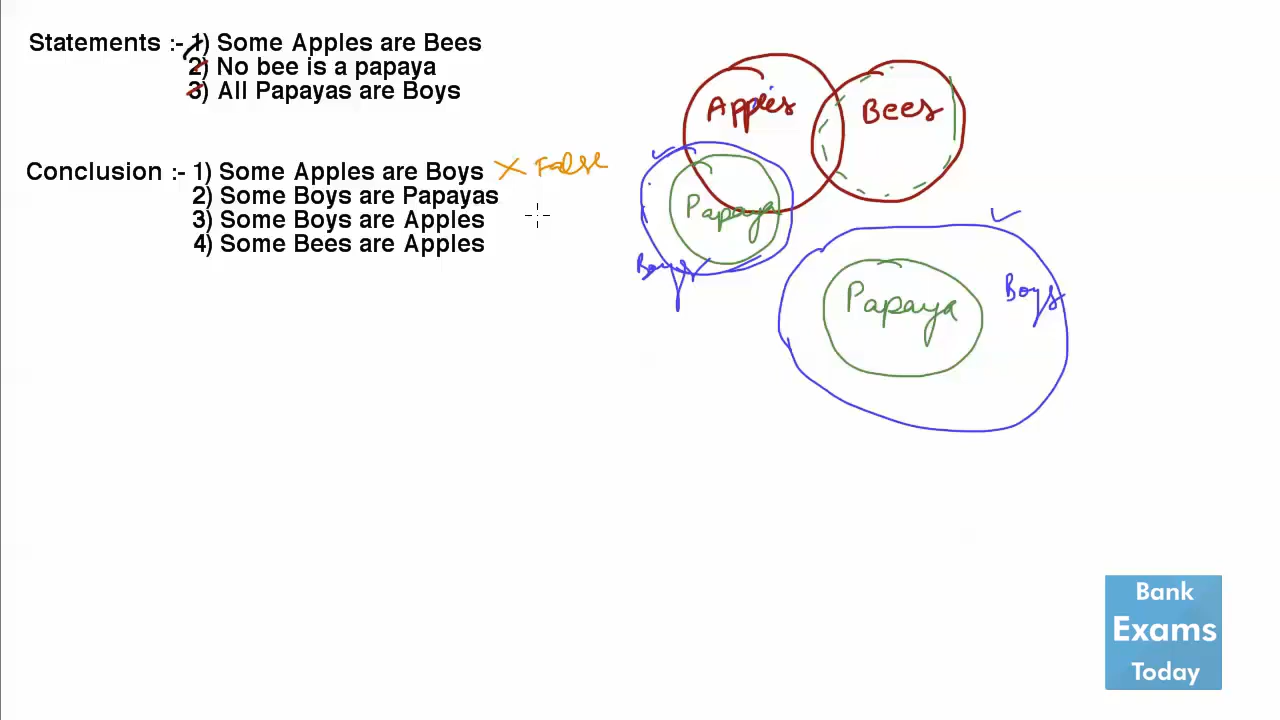 Statements :- 1) Some Apples are Bees
2) No bee is a papaya
3) All Papayas are Boys
Conclusion :- 1) Some Apples are Boys X False
2) Some Boys are Papayas
3) Some Boys are Apples
4) Some Bees are Apples
Apples Bees
Papaya
Boys
Papaya Boys
Bank
Exams
Today